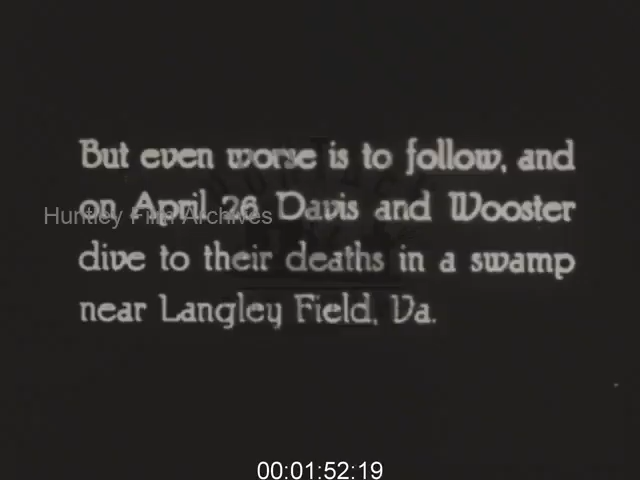 But even worse is to follow, and
on April 26 Davis and Wooster
Huntley Film Archives
dive to their deaths in a swamp
near Langley Field, Va.
00:01:52:19